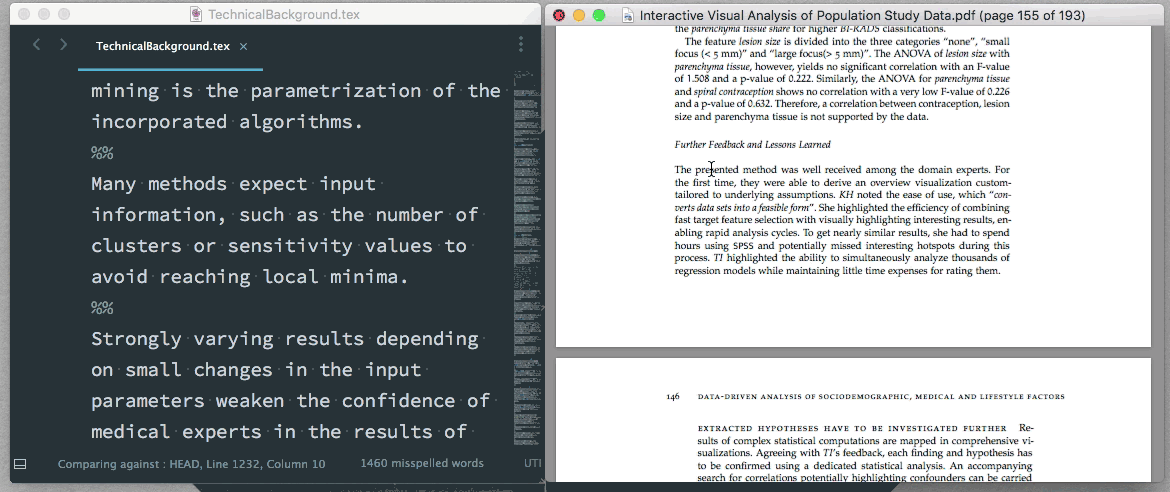 TechnicalBackground.tex
TechnicalBackground.tex ×
mining is the parametrization of the
incorporated algorithms.
%%
Many methods expect input
information, such as the number of
clusters or sensitivity values to
avoid reaching local minima.
%%
Strongly varying results depending
on small changes in the input
parameters weaken the confidence of
medical experts in the results of
Comparing against : HEAD, Line 1232, Column 10
1460 misspelled words
UTI
Interactive Visual Analysis of Population Study Data.pdf (page 155 of 193)
the parenchyma tissue share for higher BI-RADS classifications.
The feature lesion size is divided into the three categories “none”, “small
focus (< 5 mm)” and “large focus(> 5 mm)”. The ANOVA of lesion size with
parenchyma tissue, however, yields no significant correlation with an F-value
of 1.508 and a p-value of 0.222. Similarly, the ANOVA for parenchyma tissue
and spiral contraception shows no correlation with a very low F-value of 0.226
and a p-value of 0.632. Therefore, a correlation between contraception, lesion
size and parenchyma tissue is not supported by the data.
Further Feedback and Lessons Learned
The presented method was well received among the domain experts. For
the first time, they were able to derive an overview visualization custom-
tailored to underlying assumptions. KH noted the ease of use, which “con-
verts data sets into a feasible form”. She highlighted the efficiency of combining
fast target feature selection with visually highlighting interesting results, en-
abling rapid analysis cycles. To get nearly similar results, she had to spend
hours using SPSS and potentially missed interesting hotspots during this
process. TI highlighted the ability to simultaneously analyze thousands of
regression models while maintaining little time expenses for rating them.
146 DATA-DRIVEN ANALYSIS OF SOCIODEMOGRAPHIC, MEDICAL AND LIFESTYLE FACTORS
EXTRACTED HYPOTHESES HAVE TO BE INVESTIGATED FURTHER Re-
sults of complex statistical computations are mapped in comprehensive vi-
sualizations. Agreeing with TI’s feedback, each finding and hypothesis has
to be confirmed using a dedicated statistical analysis. An accompanying
search for correlations potentially highlighting confounders can be carried